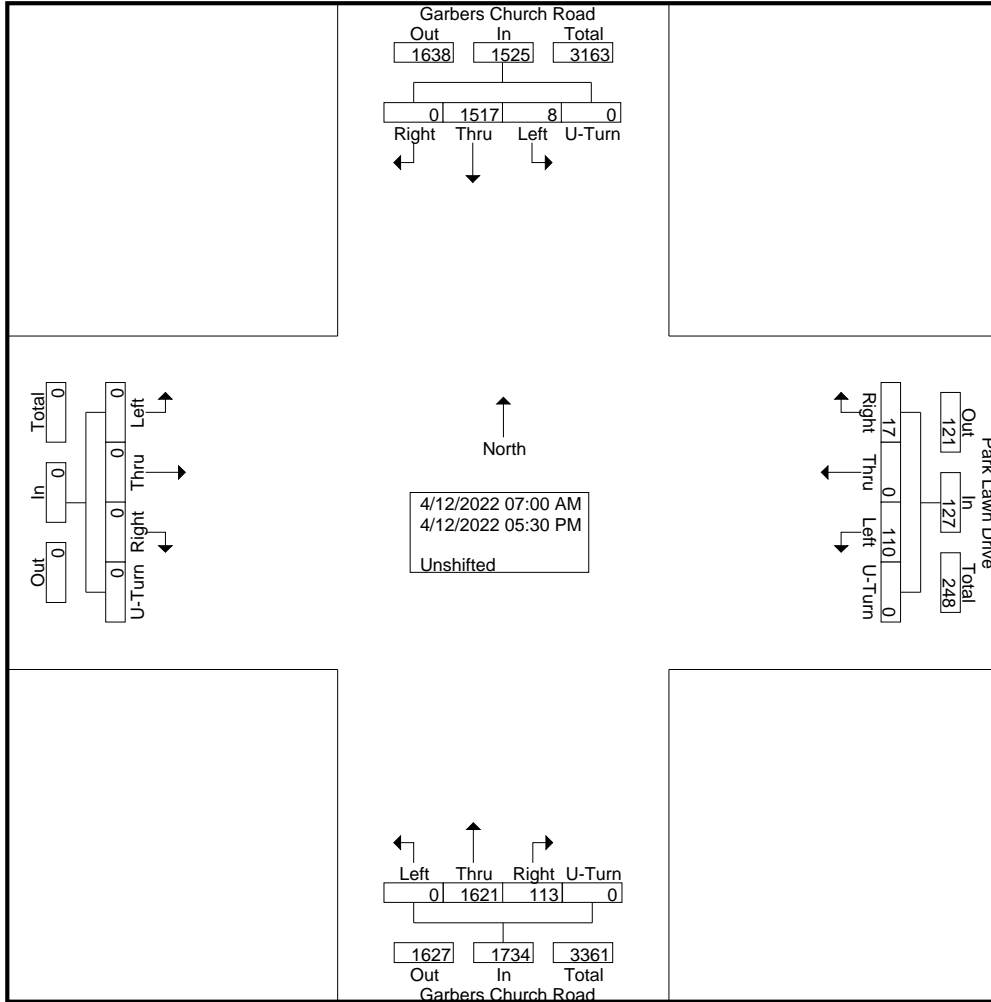 Garbers Church Road
Out In Total
1638 1525 3163
0 1517 8 0
Right Thru Left U-Turn
Total In Out
0 0 0
0 0 0 0
Left Thru Right U-Turn
North
4/12/2022 07:00 AM
4/12/2022 05:30 PM
Unshifted
Park Lawn Drive
Out In Total
121 127 248
17 0 110 0
Right Thru Left U-Turn
Left Thru Right U-Turn
0 1621 113 0
1627 1734 3361
Out In Total
Garbers Church Road